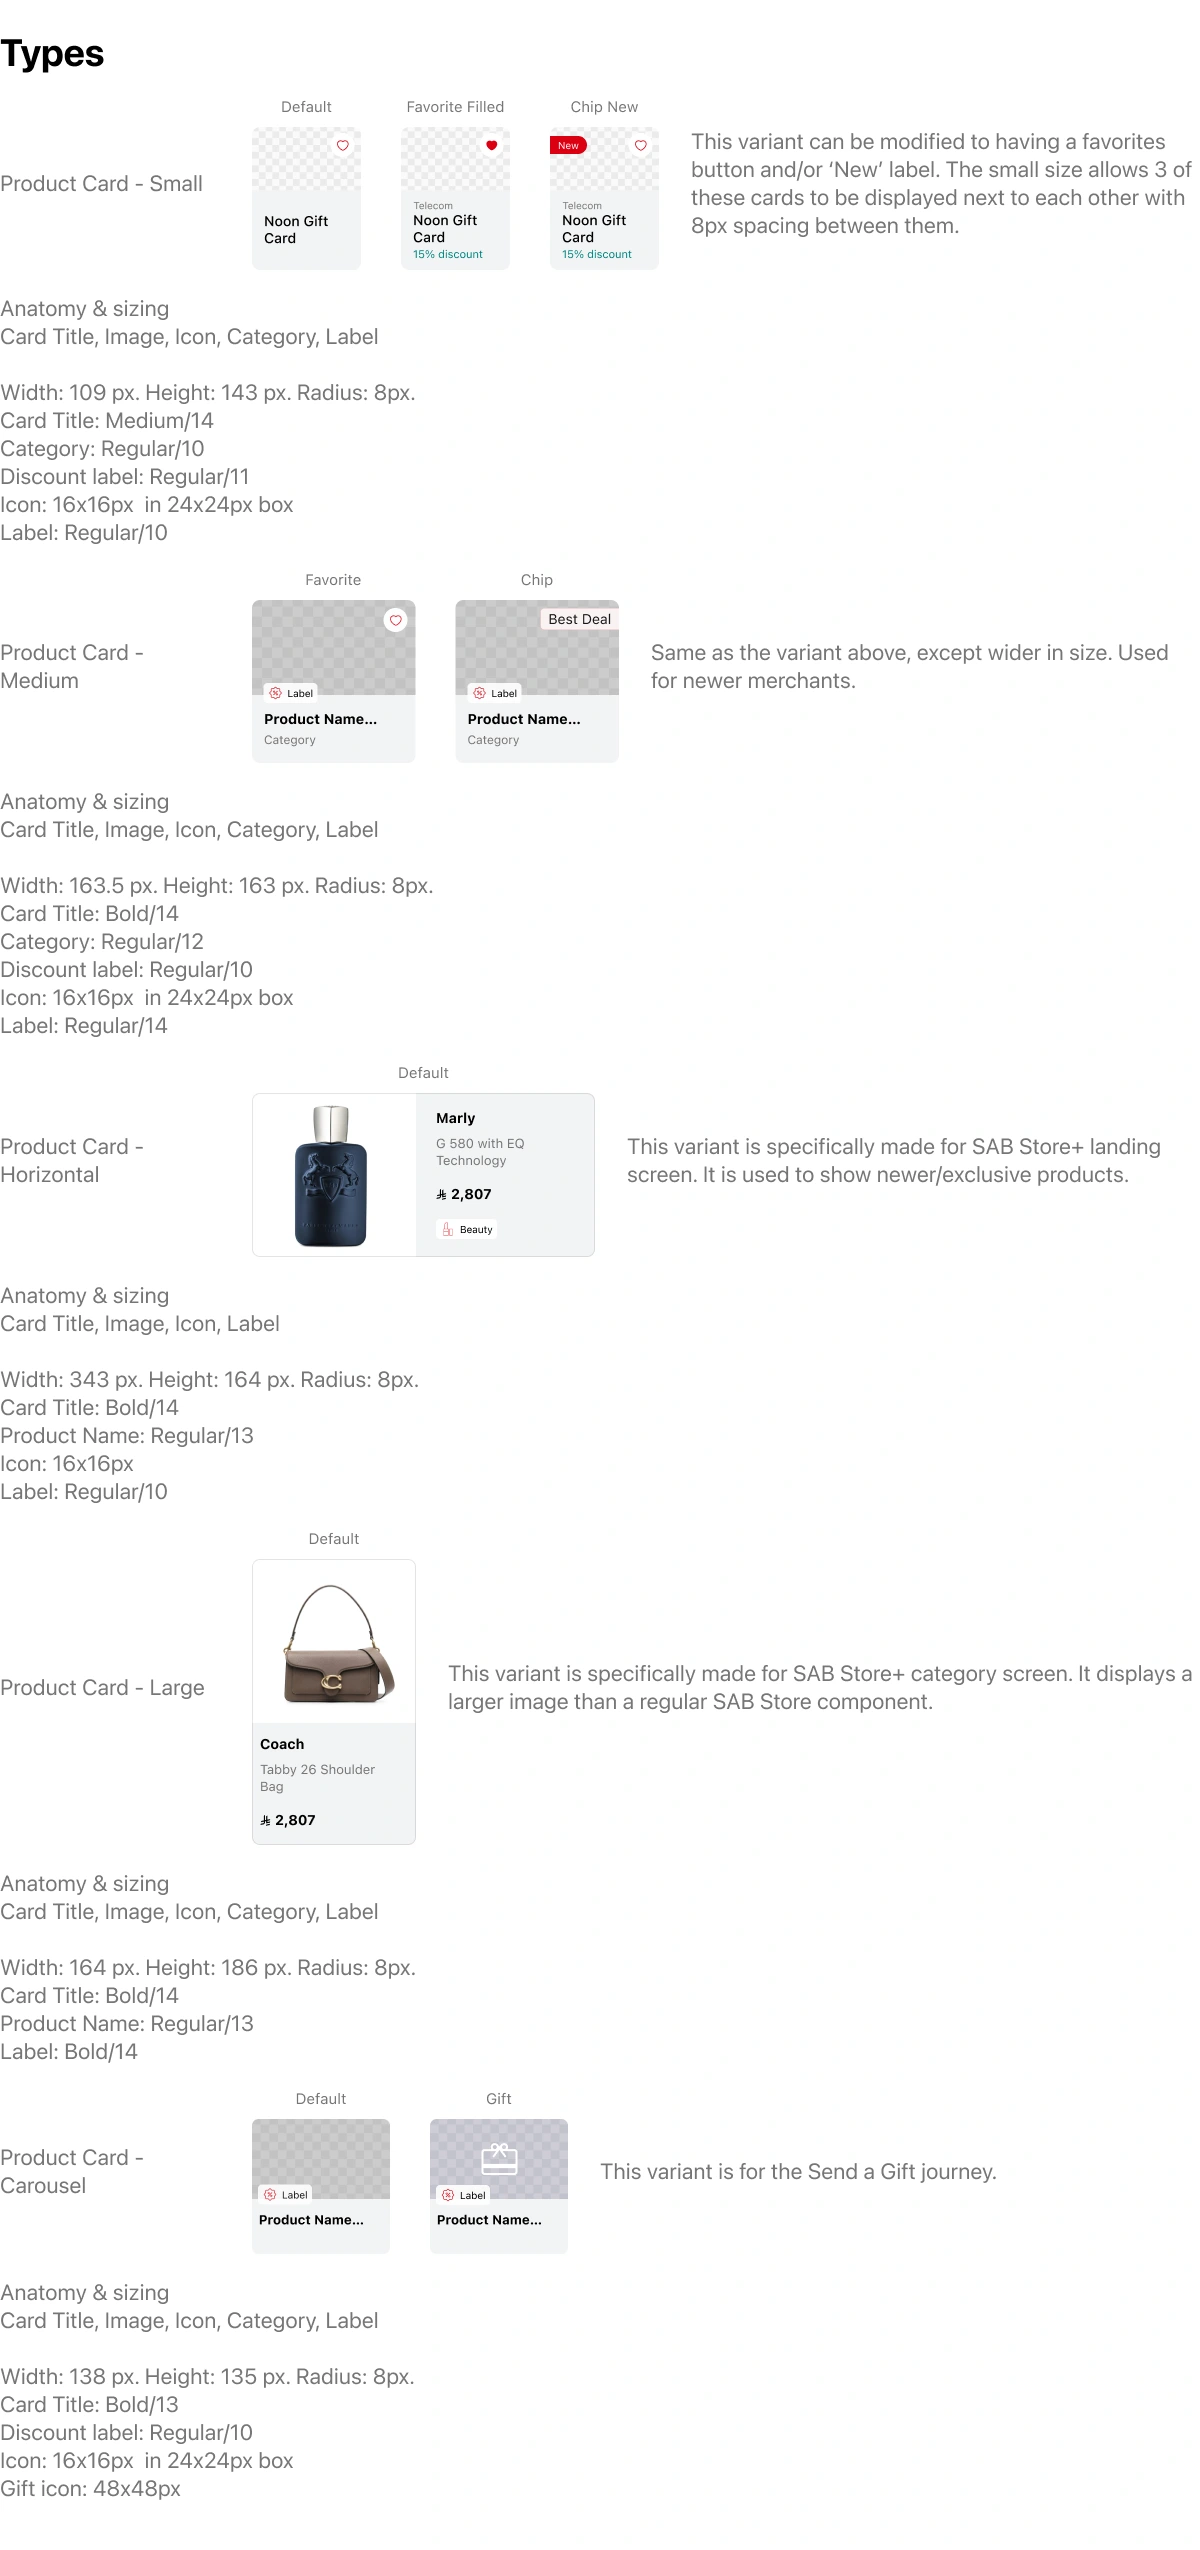 Types
Default
Favorite Filled
Chip New
Product Card - Small
Noon Gift
Card
Telecom
Noon Gift
Card
15% discount
New
Telecom
Noon Gift
Card
15% discount
This variant can be modified to having a favorites
button and/or ‘New’ label. The small size allows 3 of
these cards to be displayed next to each other with
8px spacing between them.
Anatomy & sizing
Card Title, Image, Icon, Category, Label
Width: 109 px. Height: 143 px. Radius: 8px.
Card Title: Medium/14
Category: Regular/10
Discount label: Regular/11
Icon: 16x16px  in 24x24px box
Label: Regular/10
Favorite
Chip
Product Card -
Medium
Label
Product Name...
Category
Best Deal
Label
Product Name...
Category
Same as the variant above, except wider in size. Used
for newer merchants.
Anatomy & sizing
Card Title, Image, Icon, Category, Label
Width: 163.5 px. Height: 163 px. Radius: 8px.
Card Title: Bold/14
Category: Regular/12
Discount label: Regular/10
Icon: 16x16px  in 24x24px box
Label: Regular/14
Default
Product Card -
Horizontal
Marly
G 580 with EQ
Technology
⃁ 2,807
Beauty
This variant is specifically made for SAB Store+ landing
screen. It is used to show newer/exclusive products.
Anatomy & sizing
Card Title, Image, Icon, Label
Width: 343 px. Height: 164 px. Radius: 8px.
Card Title: Bold/14
Product Name: Regular/13
Icon: 16x16px
Label: Regular/10
Default
Product Card - Large
Coach
Tabby 26 Shoulder
Bag
⃁ 2,807
This variant is specifically made for SAB Store+ category screen. It displays a
larger image than a regular SAB Store component.
Anatomy & sizing
Card Title, Image, Icon, Category, Label
Width: 164 px. Height: 186 px. Radius: 8px.
Card Title: Bold/14
Product Name: Regular/13
Label: Bold/14
Default
Gift
Product Card -
Carousel
Label
Product Name...
Label
Product Name...
This variant is for the Send a Gift journey.
Anatomy & sizing
Card Title, Image, Icon, Category, Label
Width: 138 px. Height: 135 px. Radius: 8px.
Card Title: Bold/13
Discount label: Regular/10
Icon: 16x16px  in 24x24px box
Gift icon: 48x48px